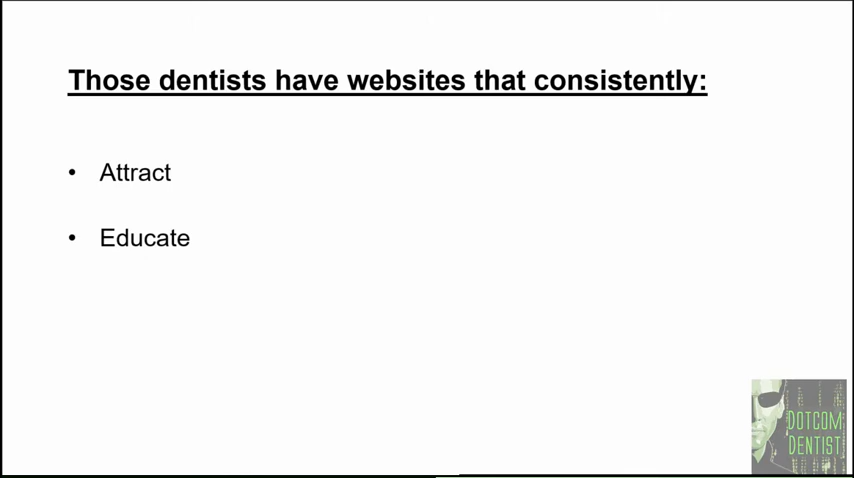 Those dentists have websites that consistently:
• Attract
• Educate
DOTCOM
DENTIST